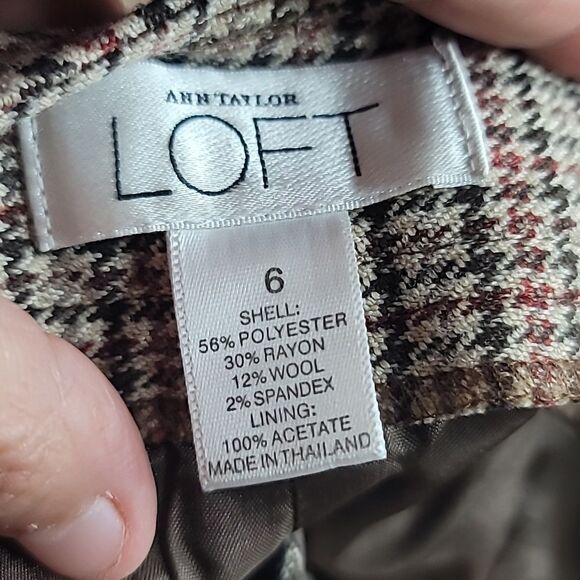 ANN TAYLOR
LOFT
6
SHELL:
56% POLYESTER
30% RAYON
12% WOOL
2% SPANDEX
LINING:
100% ACETATE
MADE IN THAILAND